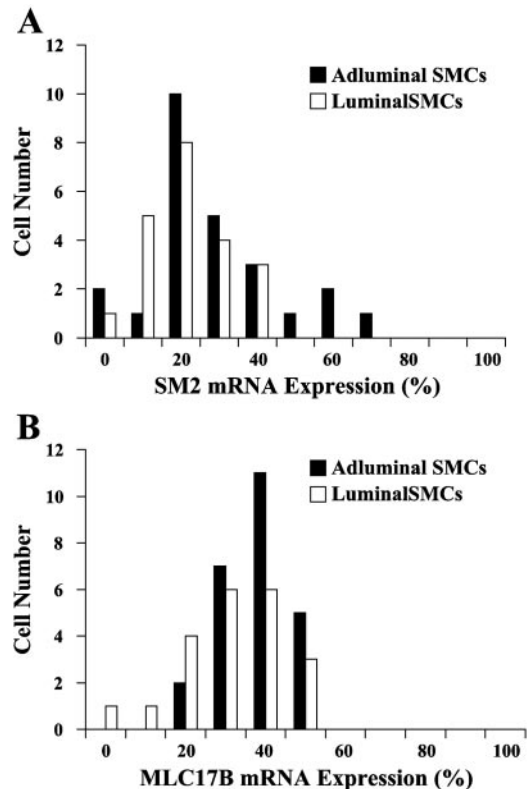 A
12
10
8
6
4
2
0
Cell Number
Adluminal SMCs
LuminalSMCs
0 20 40 60 80 100
SM2 mRNA Expression (%)
B
12
10
8
6
4
2
0
Cell Number
Adluminal SMCs
LuminalSMCs
0 20 40 60 80 100
MLC17B mRNA Expression (%)